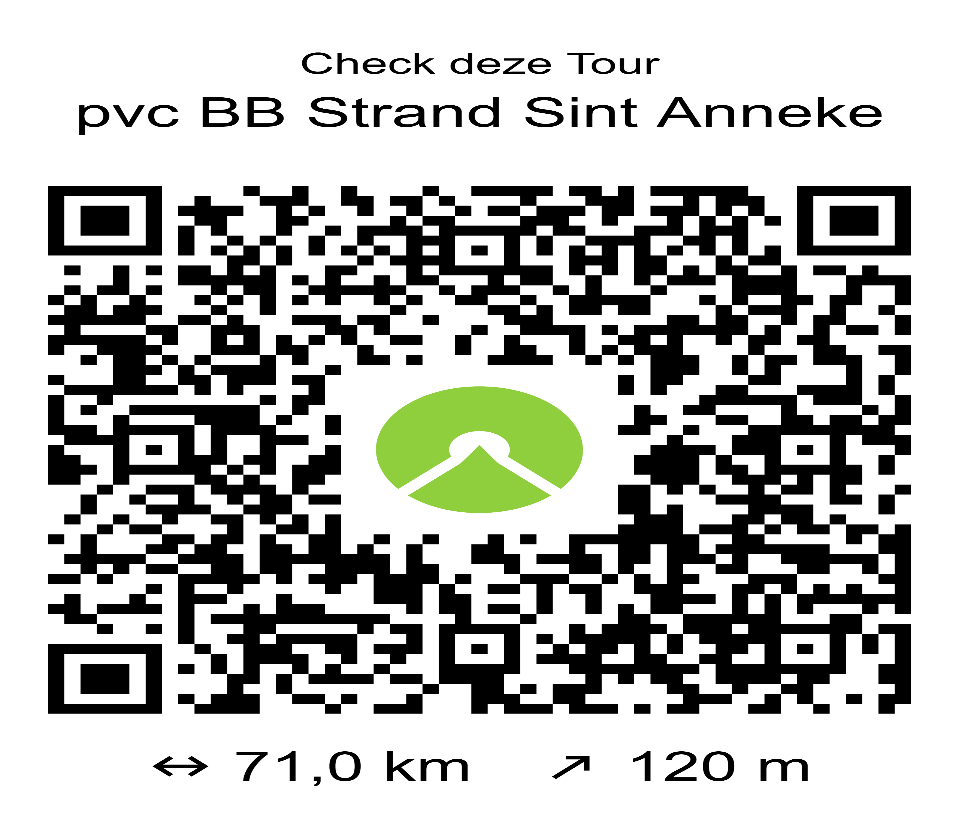 Check deze Tour
pvc BB Strand Sint Anneke
↔ 71,0 km ↗ 120 m